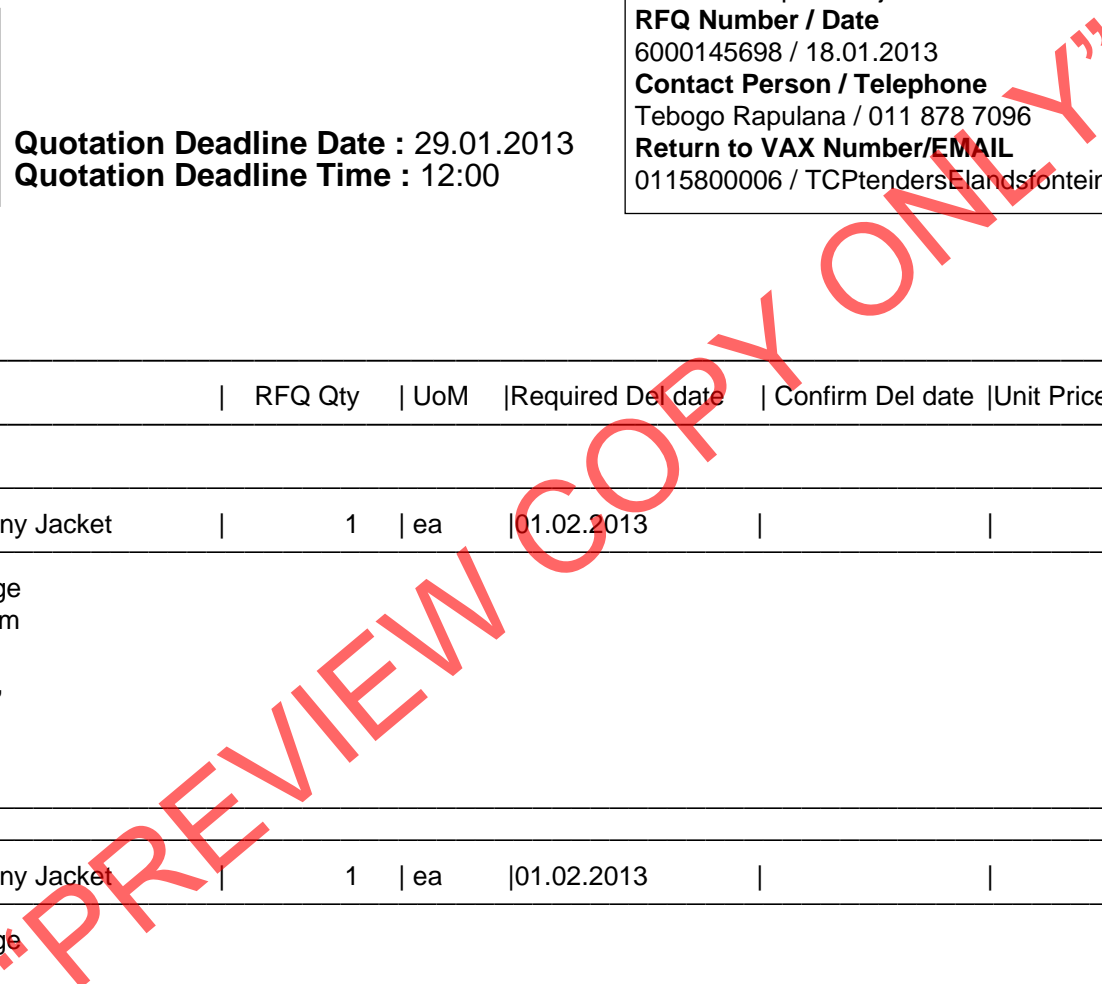 RFQ Number / Date
6000145698 / 18.01.2013
Contact Person / Telephone
Tebogo Rapulana / 011 878 7096
Return to VAX Number/EMAIL
0115800006 / TCPtendersElandsfontein
Quotation Deadline Date : 29.01.2013
Quotation Deadline Time : 12:00
| RFQ Qty | UoM |Required Del date | Confirm Del date |Unit Price
ny Jacket | 1 | ea |01.02.2013 | |
ge
m
,
ny Jacket | 1 | ea |01.02.2013 | |
ge
“PREVIEW COPY ONLY”